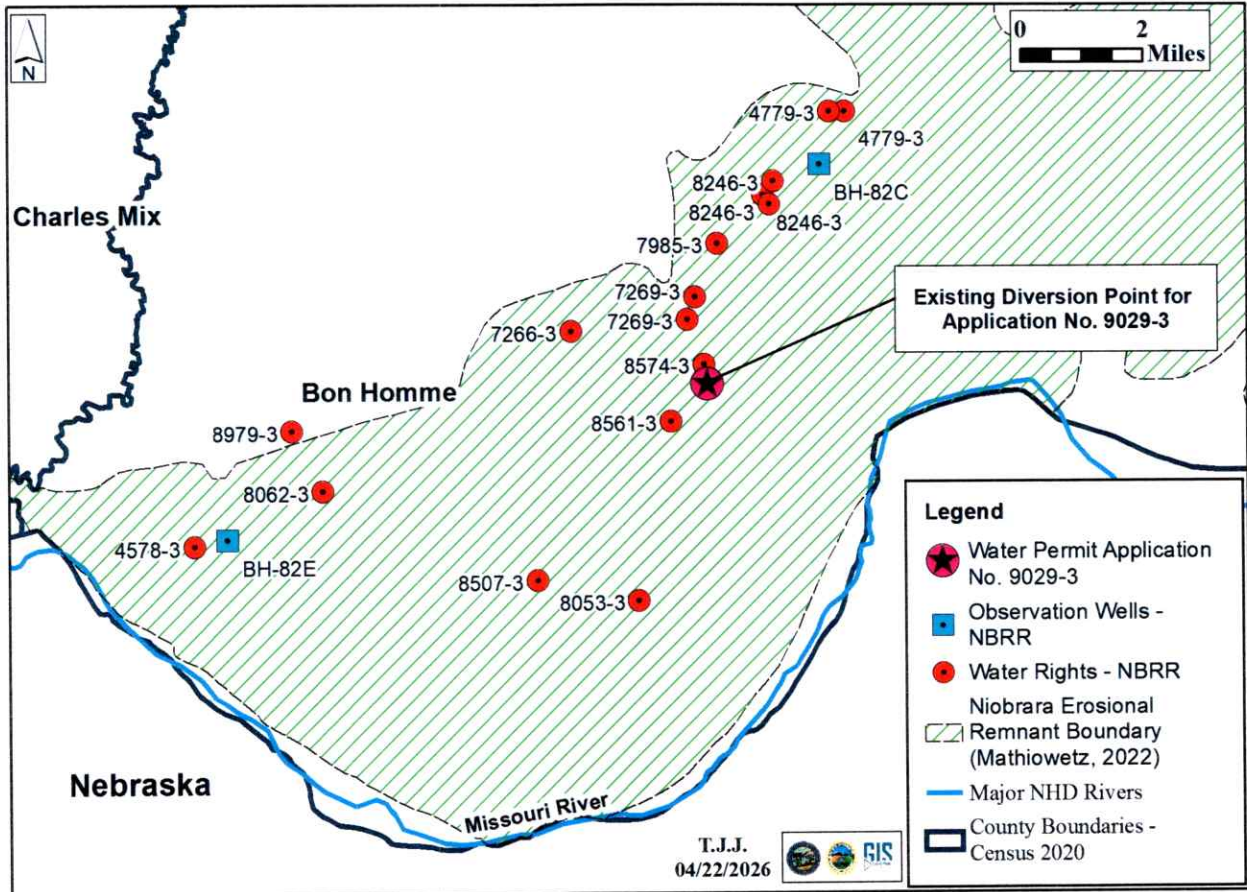 N
0 2
Miles
4779-3
4779-3
8246-3
BH-82C
8246-3
8246-3
Charles Mix
7985-3
7269-3
7269-3
7266-3
Existing Diversion Point for
Application No. 9029-3
8574-3
Bon Homme
8561-3
8979-3
8062-3
4578-3
BH-82E
8507-3
8053-3
Nebraska
Missouri River
T.J.J.
04/22/2026
GIS
Legend
Water Permit Application
No. 9029-3
Observation Wells -
NBRR
Water Rights - NBRR
Niobrara Erosional
Remnant Boundary
(Mathiowetz, 2022)
Major NHD Rivers
County Boundaries -
Census 2020